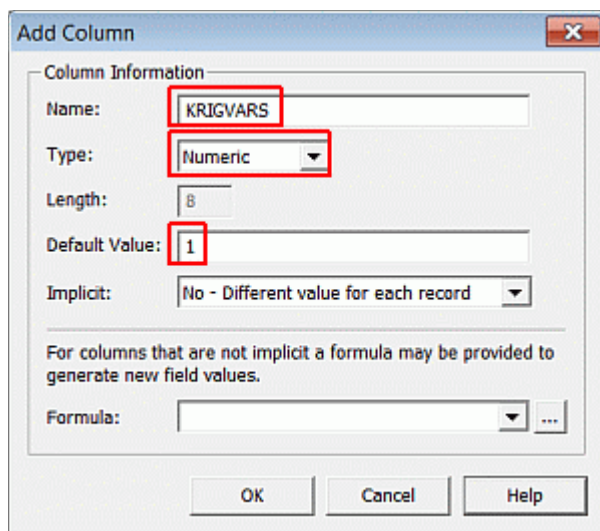 Add Column
Column Information
Name: KRIGVARS
Type: Numeric
Length: 8
Default Value: 1
Implicit: No - Different value for each record
For columns that are not implicit a formula may be provided to
generate new field values.
Formula: ...
OK Cancel Help